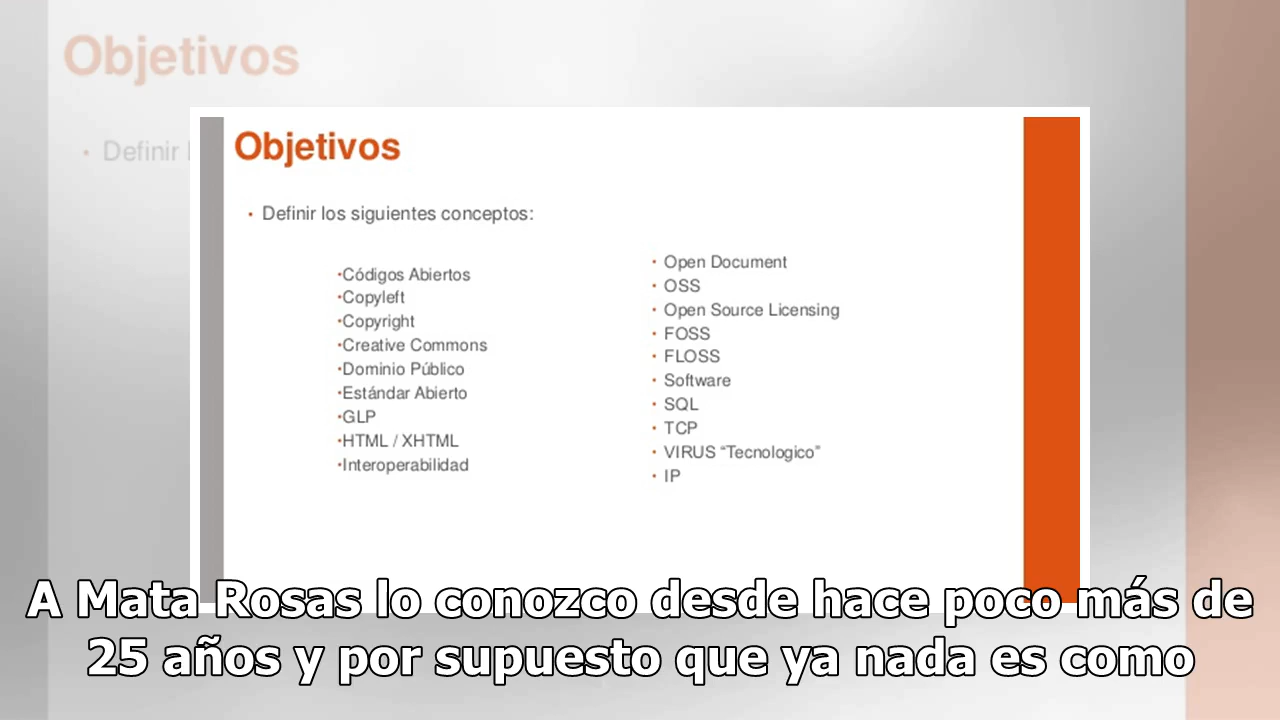 Objetivos
• Definir l
Objetivos
• Definir los siguientes conceptos:
•Códigos Abiertos
•Copyleft
•Copyright
•Creative Commons
•Dominio Público
•Estándar Abierto
•GLP
•HTML / XHTML
•Interoperabilidad
• Open Document
• OSS
• Open Source Licensing
• FOSS
• FLOSS
• Software
• SQL
• TCP
• VIRUS “Tecnologico”
• IP
A Mata Rosas lo conozco desde hace poco más de
25 años y por supuesto que ya nada es como